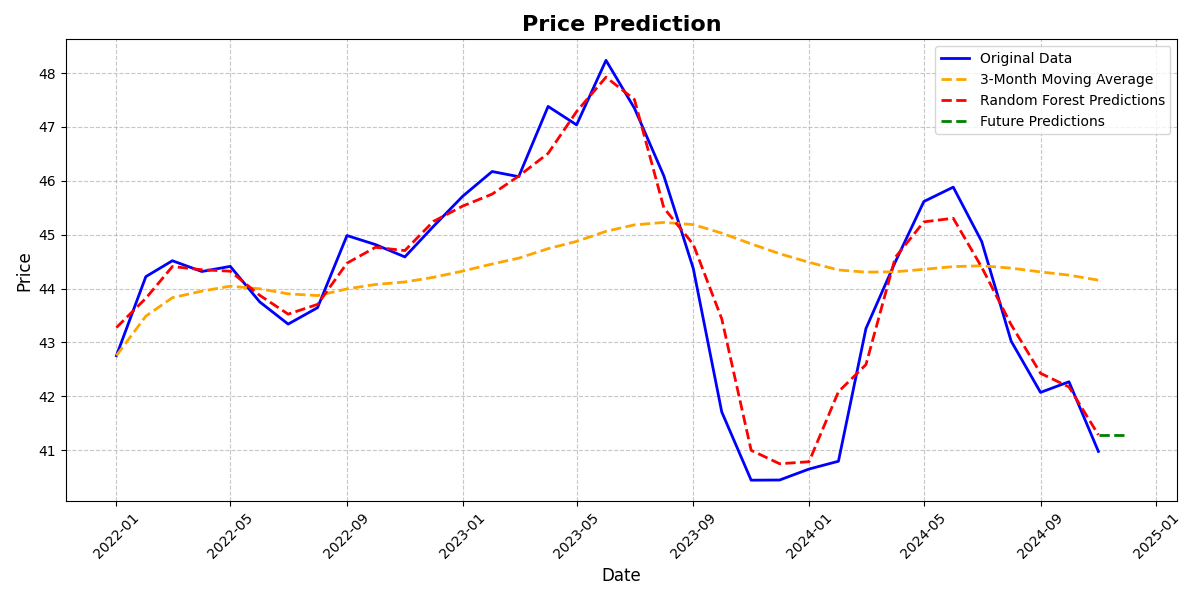 Price Prediction
Original Data
3-Month Moving Average
Random Forest Predictions
Future Predictions
48
47
46
45
44
43
42
41
Price
2022-01
2022-05
2022-09
2023-01
2023-05
2023-09
2024-01
2024-05
2024-09
2025-01
Date